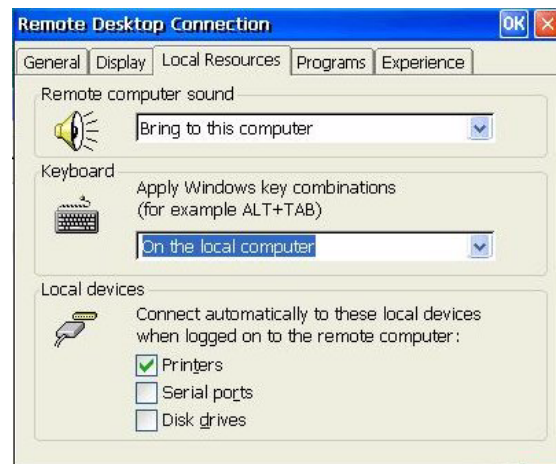 Remote Desktop Connection OK
General Display Local Resources Programs Experience
Remote computer sound
Bring to this computer
Keyboard
Apply Windows key combinations
(for example ALT+TAB)
On the local computer
Local devices
Connect automatically to these local devices
when logged on to the remote computer:
Printers
Serial ports
Disk drives